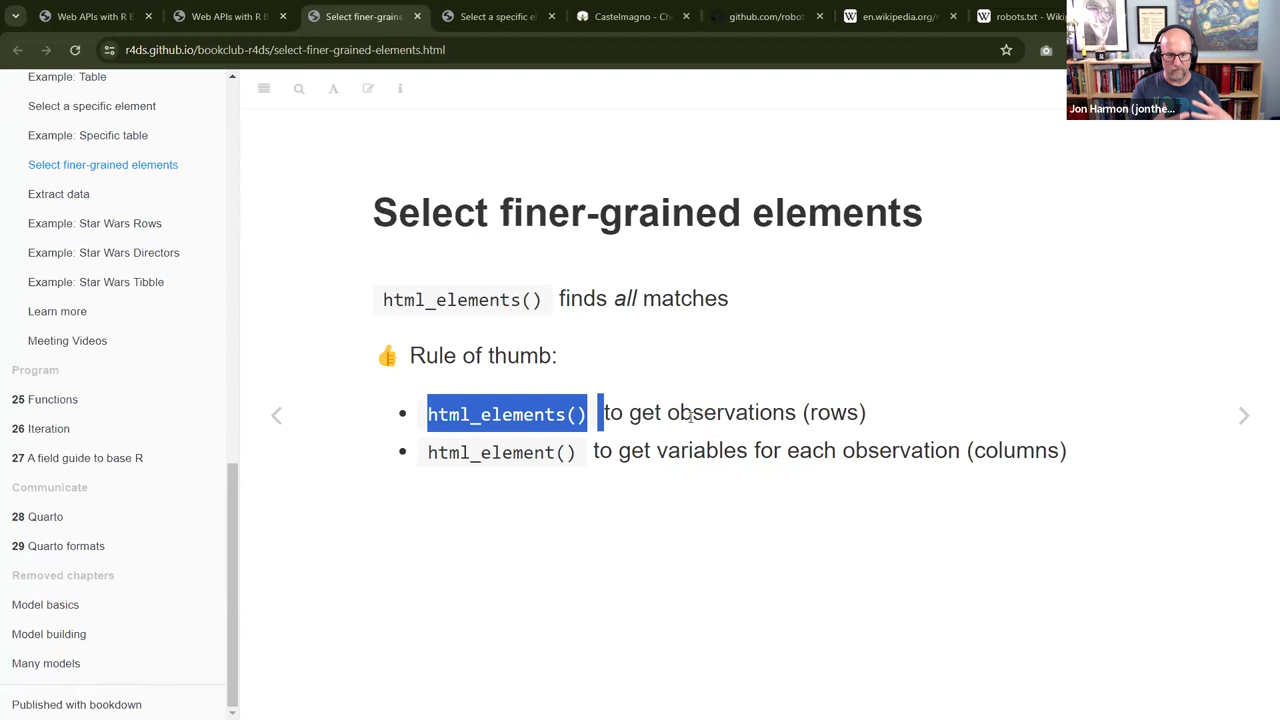 Web APIs with R B
Web APIs with R B
Select finer-graine
Select a specific el
Castelmagno - Ch
github.com/robot
en.wikipedia.org/r
robots.txt - Wiki
r4ds.github.io/bookclub-r4ds/select-finer-grained-elements.html
Jon Harmon (jonthe...
Example: Table
Select a specific element
Example: Specific table
Select finer-grained elements
Extract data
Example: Star Wars Rows
Example: Star Wars Directors
Example: Star Wars Tibble
Learn more
Meeting Videos
Program
25 Functions
26 Iteration
27 A field guide to base R
Communicate
28 Quarto
29 Quarto formats
Removed chapters
Model basics
Model building
Many models
Published with bookdown
Select finer-grained elements
html_elements() finds all matches
👍 Rule of thumb:
• html_elements() to get observations (rows)
• html_element() to get variables for each observation (columns)